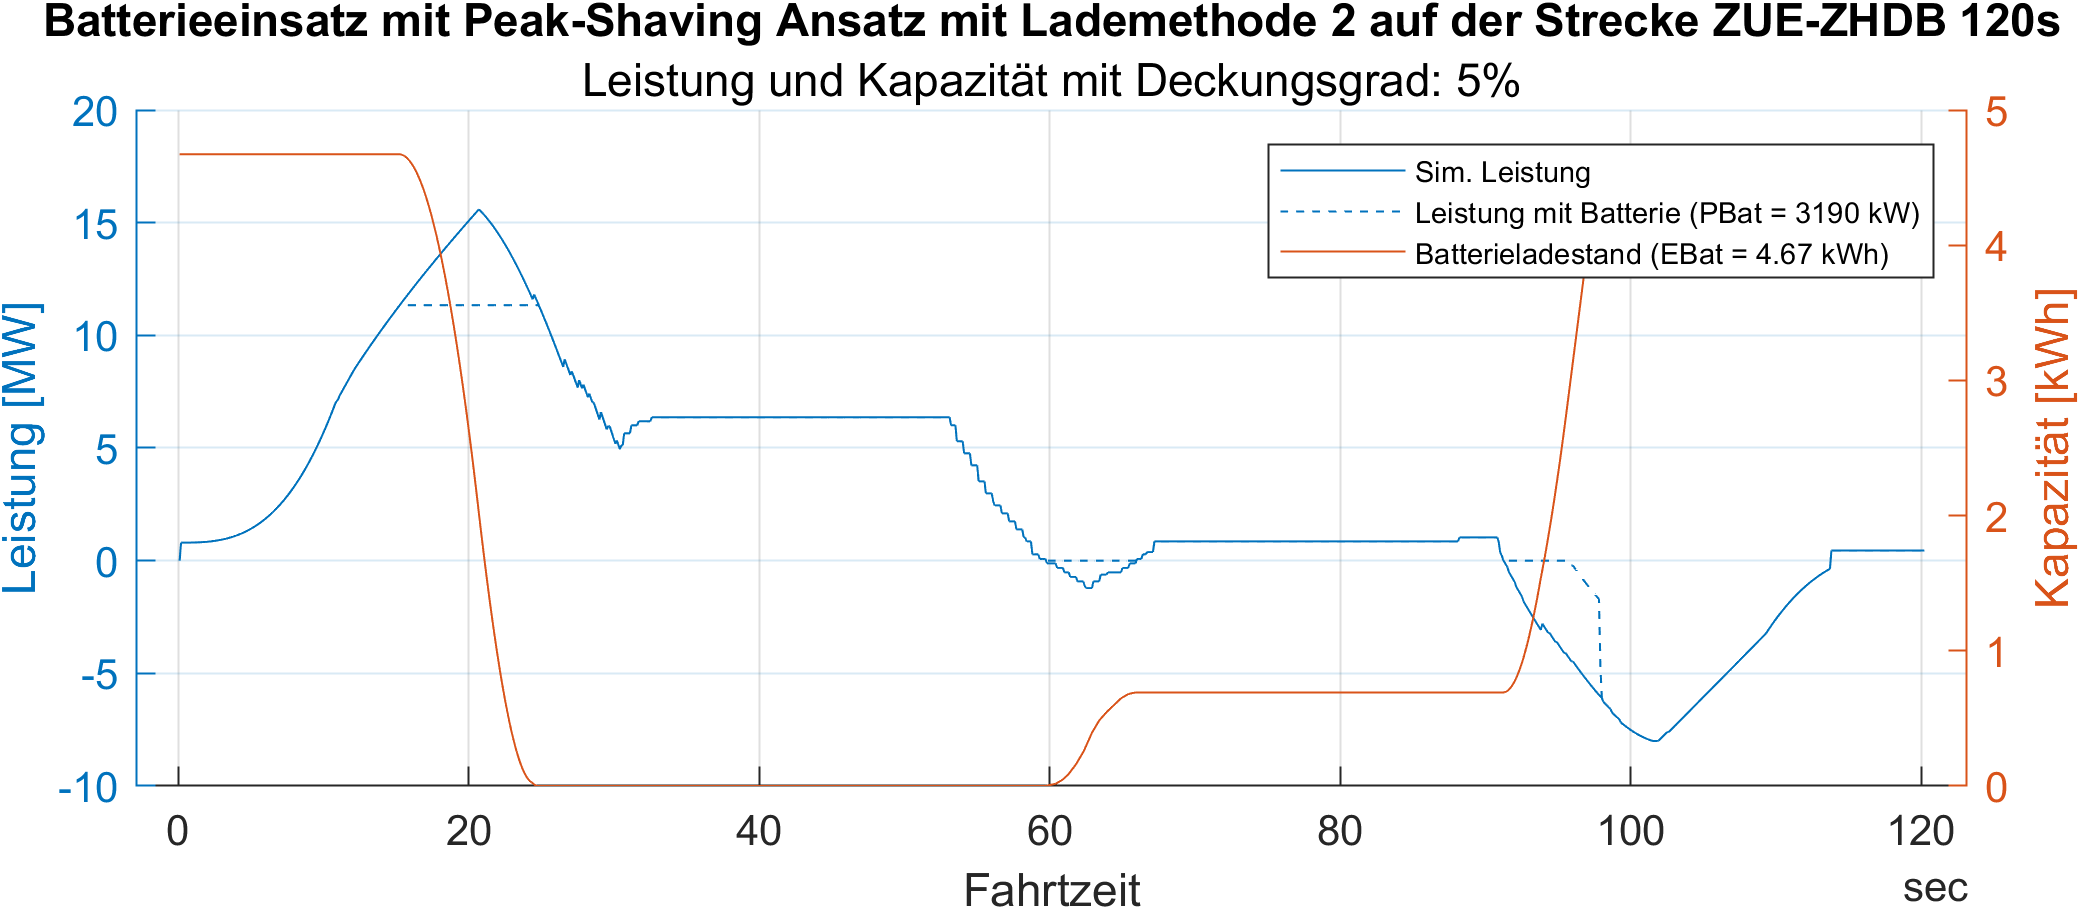 Batterieeinsatz mit Peak-Shaving Ansatz mit Lademethode 2 auf der Strecke ZUE-ZHDB 120s
Leistung und Kapazität mit Deckungsgrad: 5%
20
15
10
5
0
-5
-10
Leistung [MW]
Sim. Leistung
Leistung mit Batterie (PBat = 3190 kW)
Batterieladestand (EBat = 4.67 kWh)
5
4
3
2
1
0
Kapazität [kWh]
0 20 40 60 80 100 120
Fahrtzeit
sec